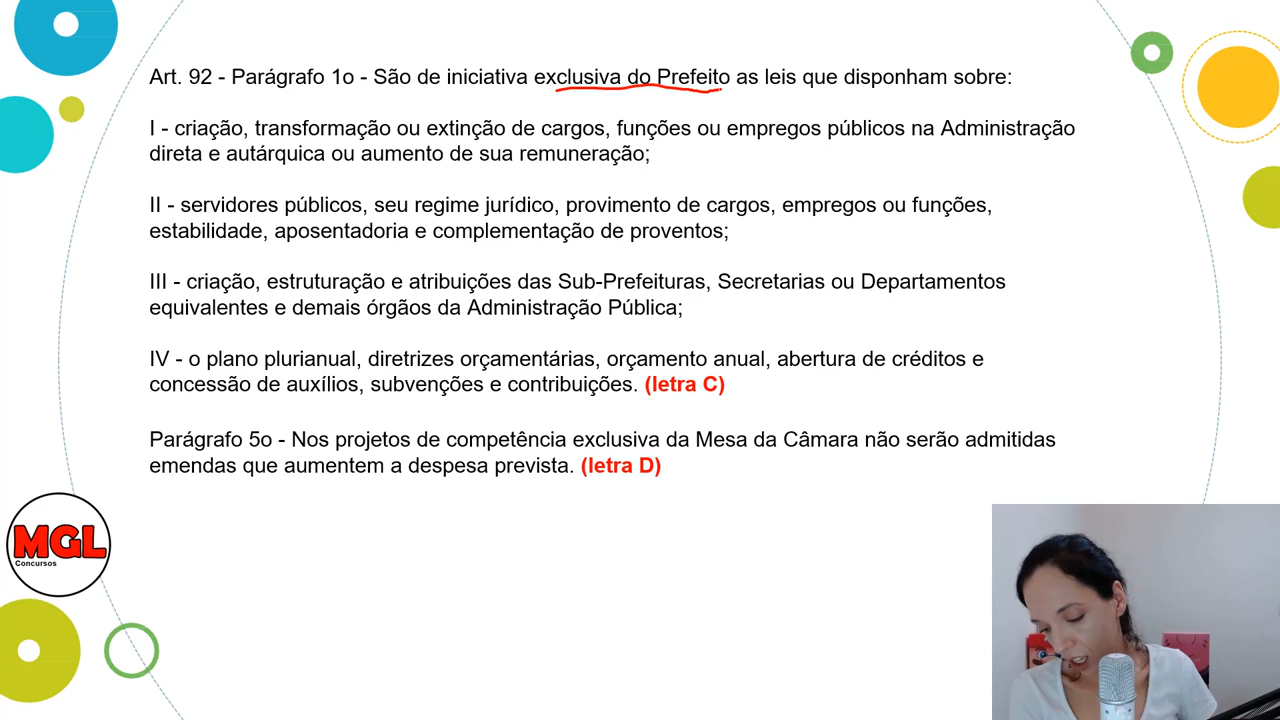 Art. 92 - Parágrafo 1o - São de iniciativa exclusiva do Prefeito as leis que disponham sobre:
I - criação, transformação ou extinção de cargos, funções ou empregos públicos na Administração
direta e autárquica ou aumento de sua remuneração;
II - servidores públicos, seu regime jurídico, provimento de cargos, empregos ou funções,
estabilidade, aposentadoria e complementação de proventos;
III - criação, estruturação e atribuições das Sub-Prefeituras, Secretarias ou Departamentos
equivalentes e demais órgãos da Administração Pública;
IV - o plano plurianual, diretrizes orçamentárias, orçamento anual, abertura de créditos e
concessão de auxílios, subvenções e contribuições. (letra C)
Parágrafo 5o - Nos projetos de competência exclusiva da Mesa da Câmara não serão admitidas
emendas que aumentem a despesa prevista. (letra D)
MGL
Concursos